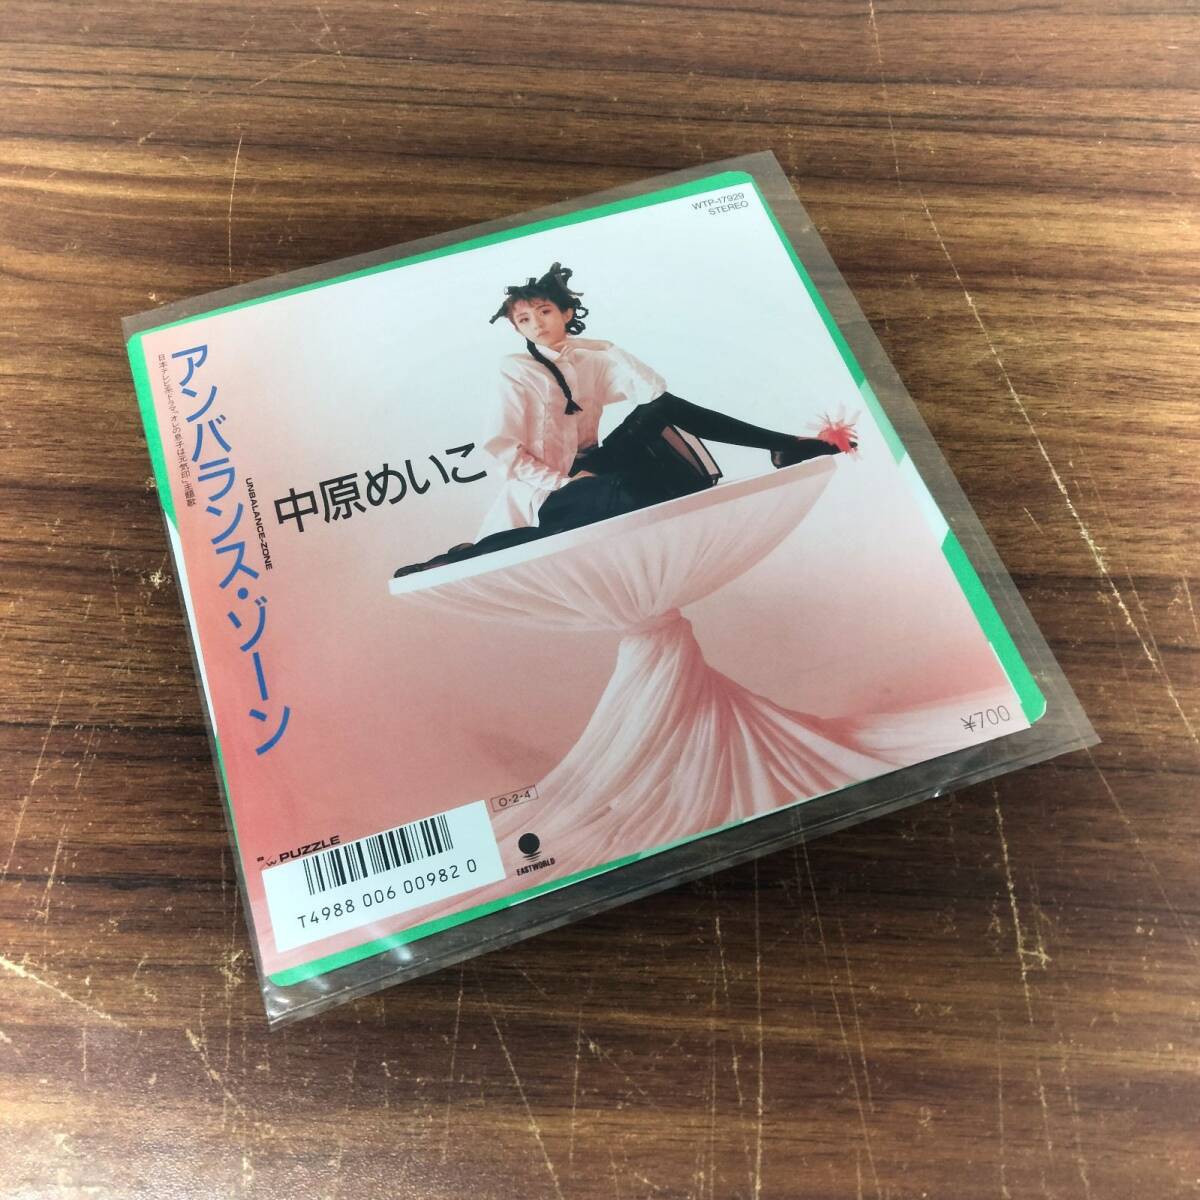 WTP-17929
STEREO
アンバランス・ゾーン
UNBALANCE-ZONE
日本テレビ系ドラマ「オレの息子は元気印」主題歌
中原めいこ
¥700
O・2・4
c/w PUZZLE
EASTWORLD
T4988 006 00982 0